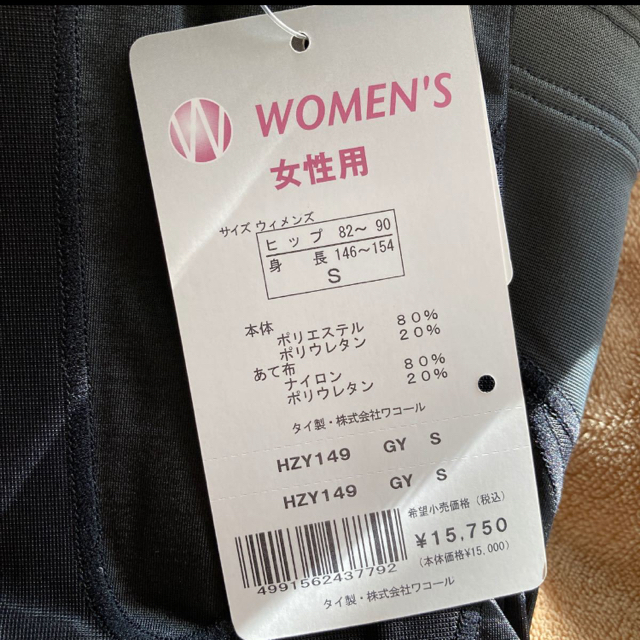 W WOMEN'S
女性用
サイズ ウィメンズ
ヒップ 82〜 90
身長 146〜154
S
本体
ポリエステル 80%
ポリウレタン 20%
あて布
ナイロン 80%
ポリウレタン 20%
タイ製・株式会社ワコール
HZY149 GY S
HZY149 GY S
希望小売価格(税込)
¥15,750
(本体価格¥15,000)
4991562437792
タイ製・株式会社ワコール